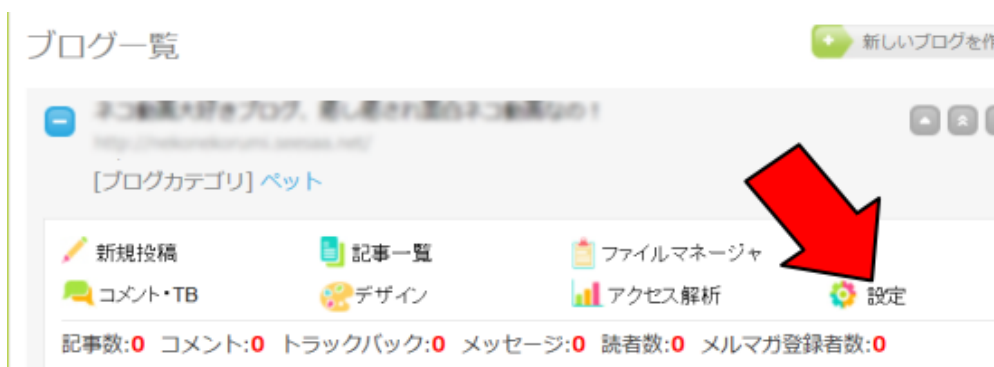 ブログ一覧
新しいブログを作
[ブログカテゴリ] ペット
新規投稿 記事一覧 ファイルマネージャ
コメント・TB デザイン アクセス解析 設定
記事数:0 コメント:0 トラックバック:0 メッセージ:0 読者数:0 メルマガ登録者数:0